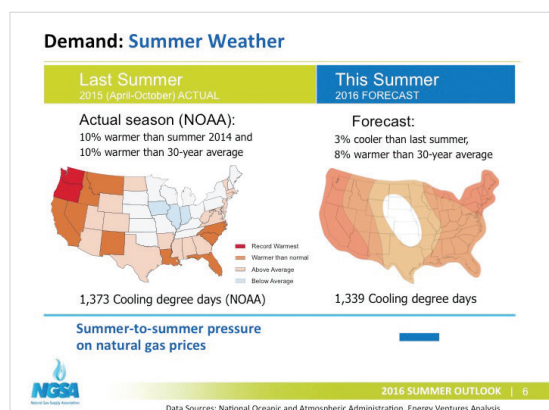 Demand: Summer Weather
Last Summer
2015 (April-October) ACTUAL
This Summer
2016 FORECAST
Actual season (NOAA):
10% warmer than summer 2014 and
10% warmer than 30-year average
Forecast:
3% cooler than last summer,
8% warmer than 30-year average
Record Warmest
Warmer than normal
Above Average
Below Average
1,373 Cooling degree days (NOAA)
1,339 Cooling degree days
Summer-to-summer pressure
on natural gas prices
NGSA
Natural Gas Supply Association
2016 SUMMER OUTLOOK | 6
Data Sources: National Oceanic and Atmospheric Administration, Energy Ventures Analysis